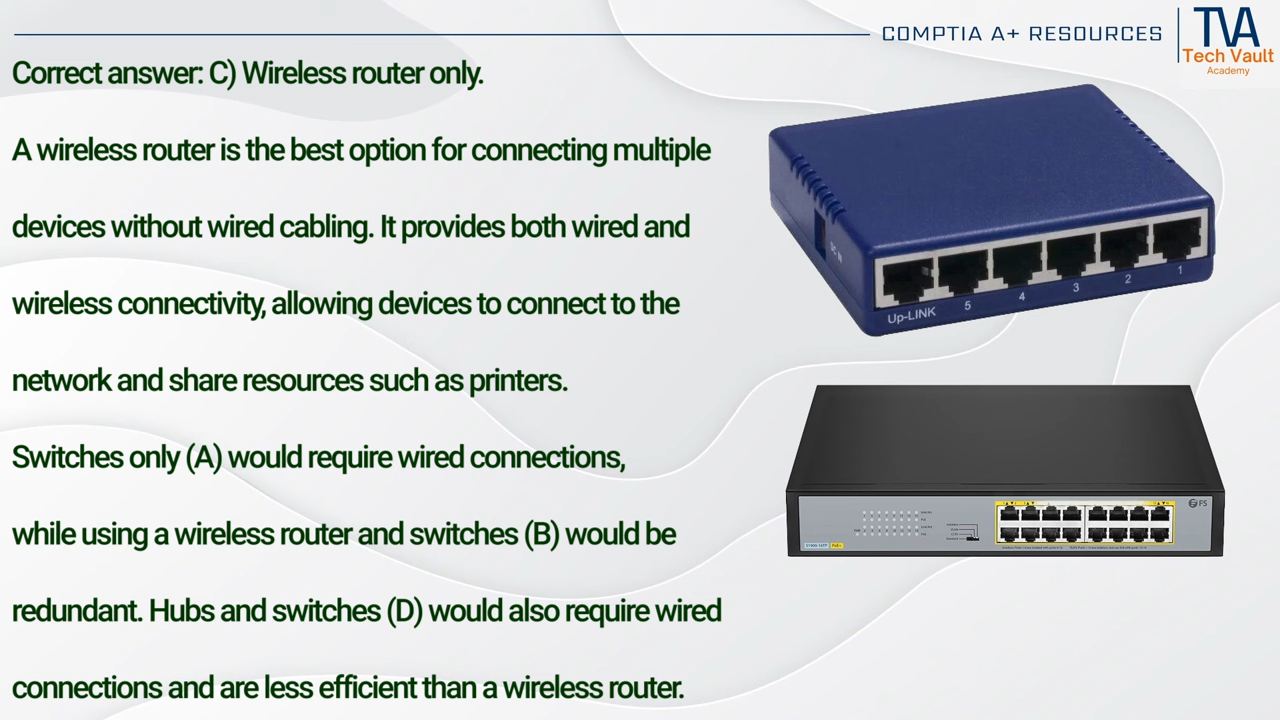 COMPTIA A+ RESOURCES
TVA
Tech Vault
Academy
Correct answer: C) Wireless router only.
A wireless router is the best option for connecting multiple
devices without wired cabling. It provides both wired and
wireless connectivity, allowing devices to connect to the
network and share resources such as printers.
Switches only (A) would require wired connections,
while using a wireless router and switches (B) would be
redundant. Hubs and switches (D) would also require wired
connections and are less efficient than a wireless router.
DC IN
Up-LINK 5 4 3 2 1
FS